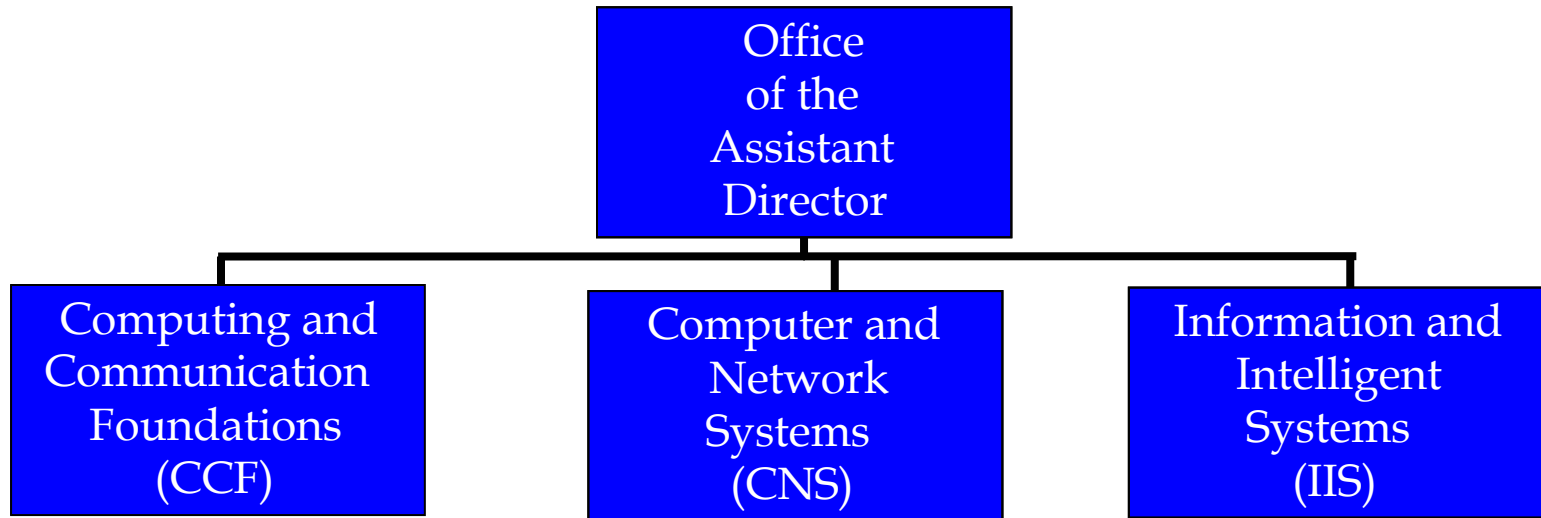 Office
of the
Assistant
Director
Computing and
Communication
Foundations
(CCF)
Computer and
Network
Systems
(CNS)
Information and
Intelligent
Systems
(IIS)